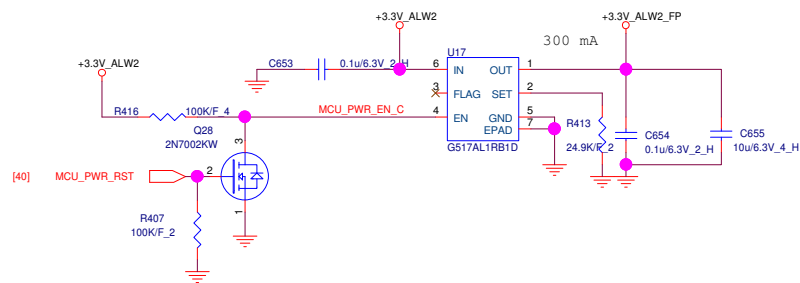 +3.3V_ALW2
+3.3V_ALW2_FP
300 mA
U17
+3.3V_ALW2
C653
0.1u/6.3V_2_H
6
IN
OUT
1
3
FLAG
SET
2
R416
100K/F_4
MCU_PWR_EN_C
4
EN
GND
5
EPAD
7
G517AL1RB1D
R413
24.9K/F_2
C654
0.1u/6.3V_2_H
C655
10u/6.3V_4_H
Q28
2N7002KW
3
[40]
MCU_PWR_RST
2
1
R407
100K/F_2